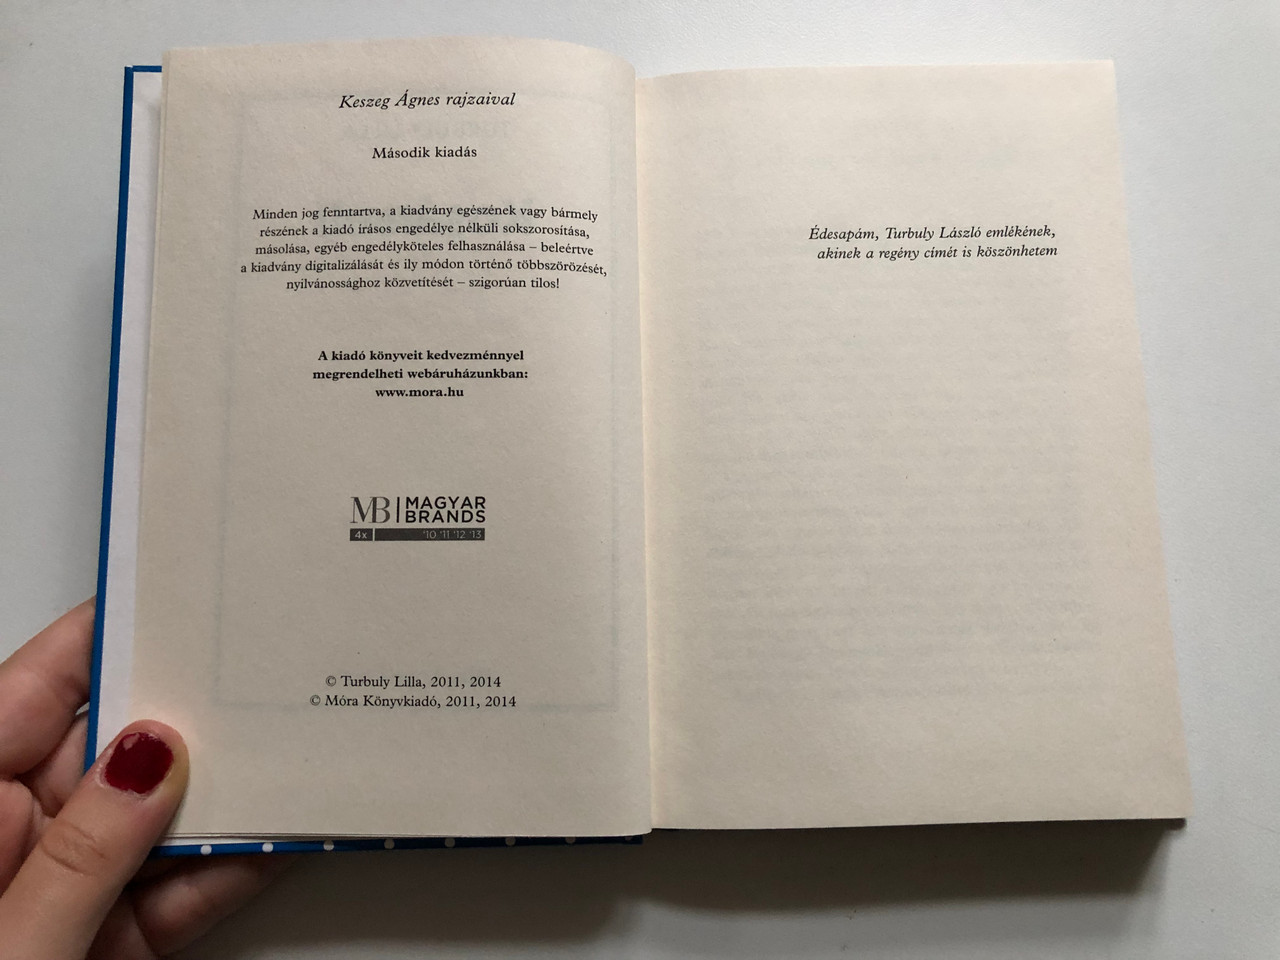 Keszeg Ágnes rajzaival
Második kiadás
Minden jog fenntartva, a kiadvány egészének vagy bármely
részének a kiadó írásos engedélye nélküli sokszorosítása,
másolása, egyéb engedélyköteles felhasználása – beleértve
a kiadvány digitalizálását és ily módon történő többszörözését,
nyilvánossághoz közvetítését – szigorúan tilos!
A kiadó könyveit kedvezménnyel
megrendelheti webáruházunkban:
www.mora.hu
MB MAGYAR
BRANDS
4x '10 '11 '12 '13
© Turbuly Lilla, 2011, 2014
© Móra Könyvkiadó, 2011, 2014
Édesapám, Turbuly László emlékének,
akinek a regény címét is köszönhetem